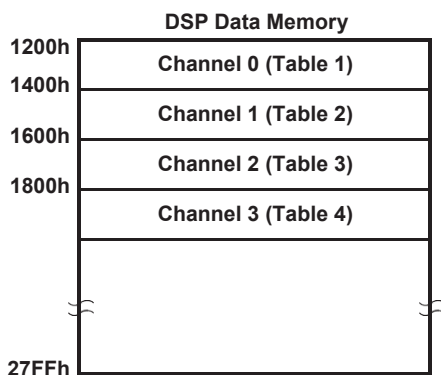 DSP Data Memory
1200h
Channel 0 (Table 1)
1400h
Channel 1 (Table 2)
1600h
Channel 2 (Table 3)
1800h
Channel 3 (Table 4)
27FFh